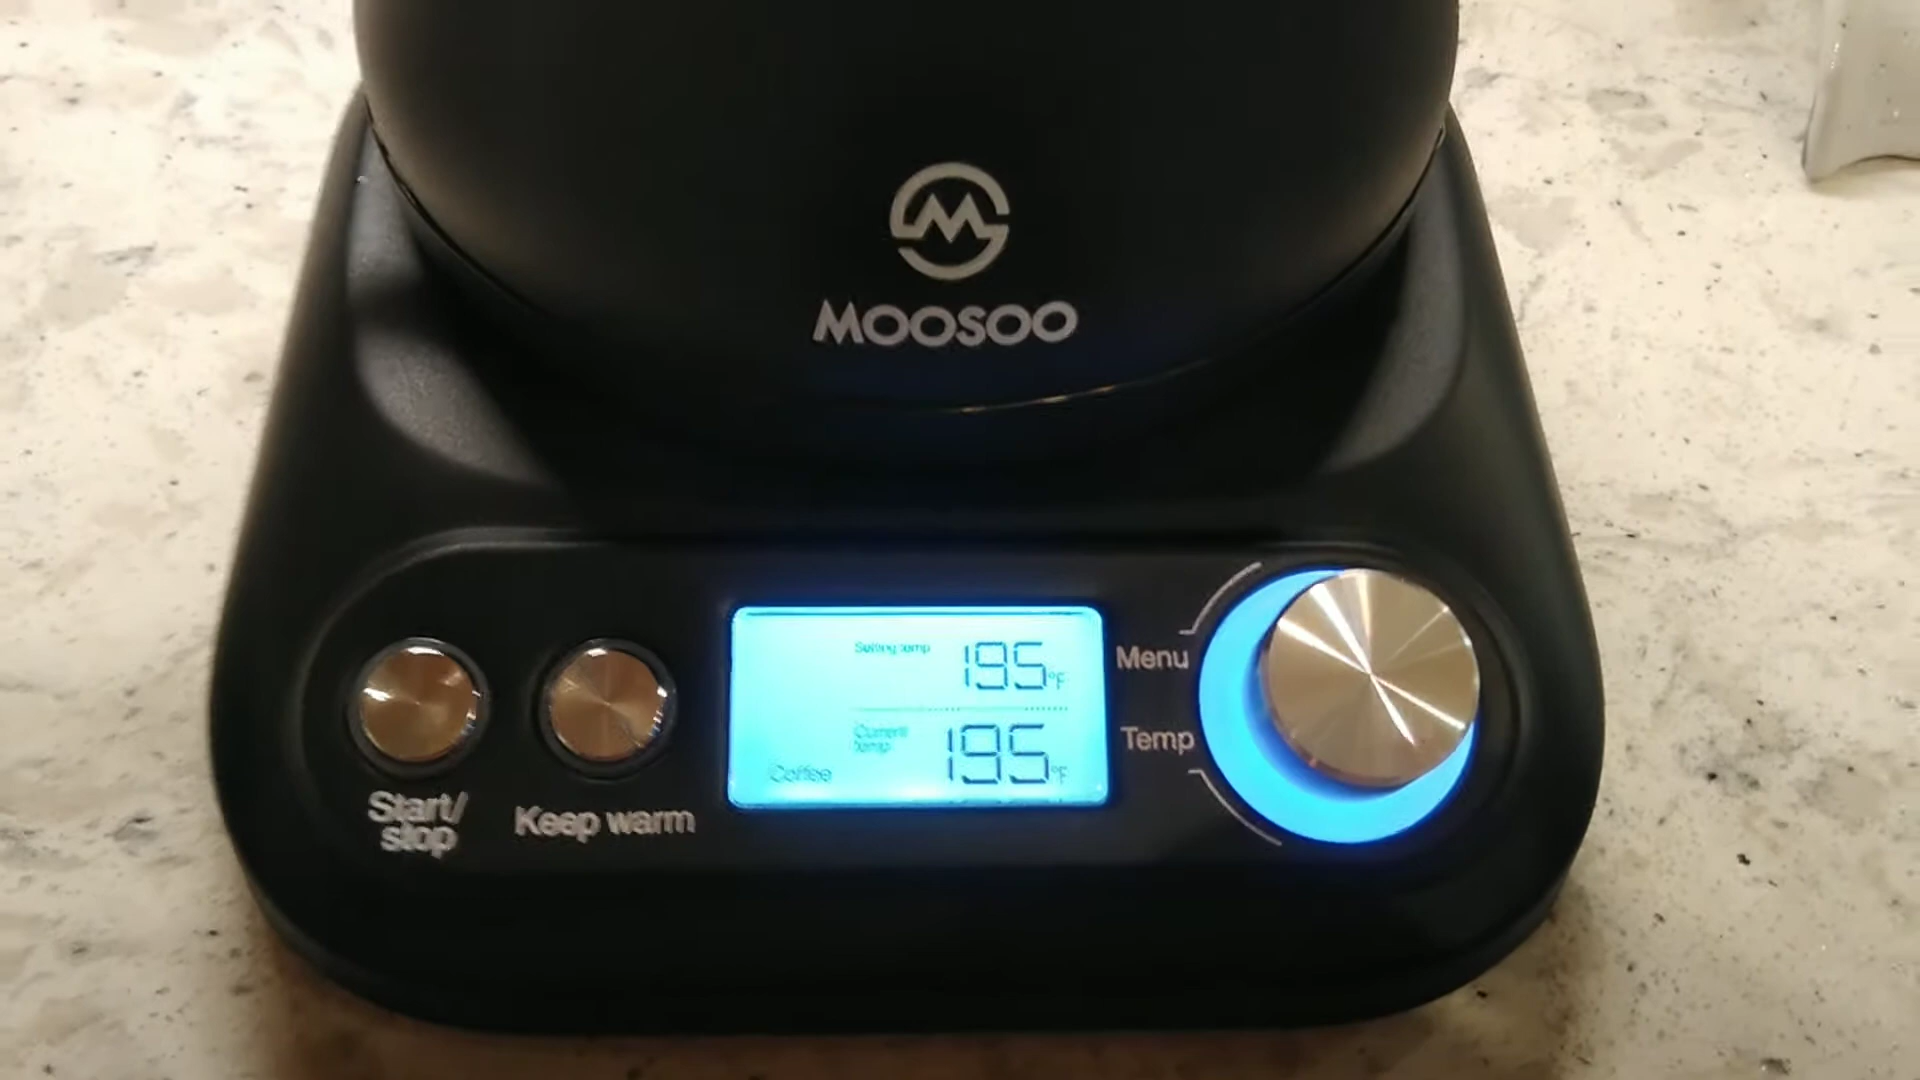 MOOSOO
Setting temp 195°F
Current temp 195°F
Coffee
Menu
Temp
Start/
stop
Keep warm